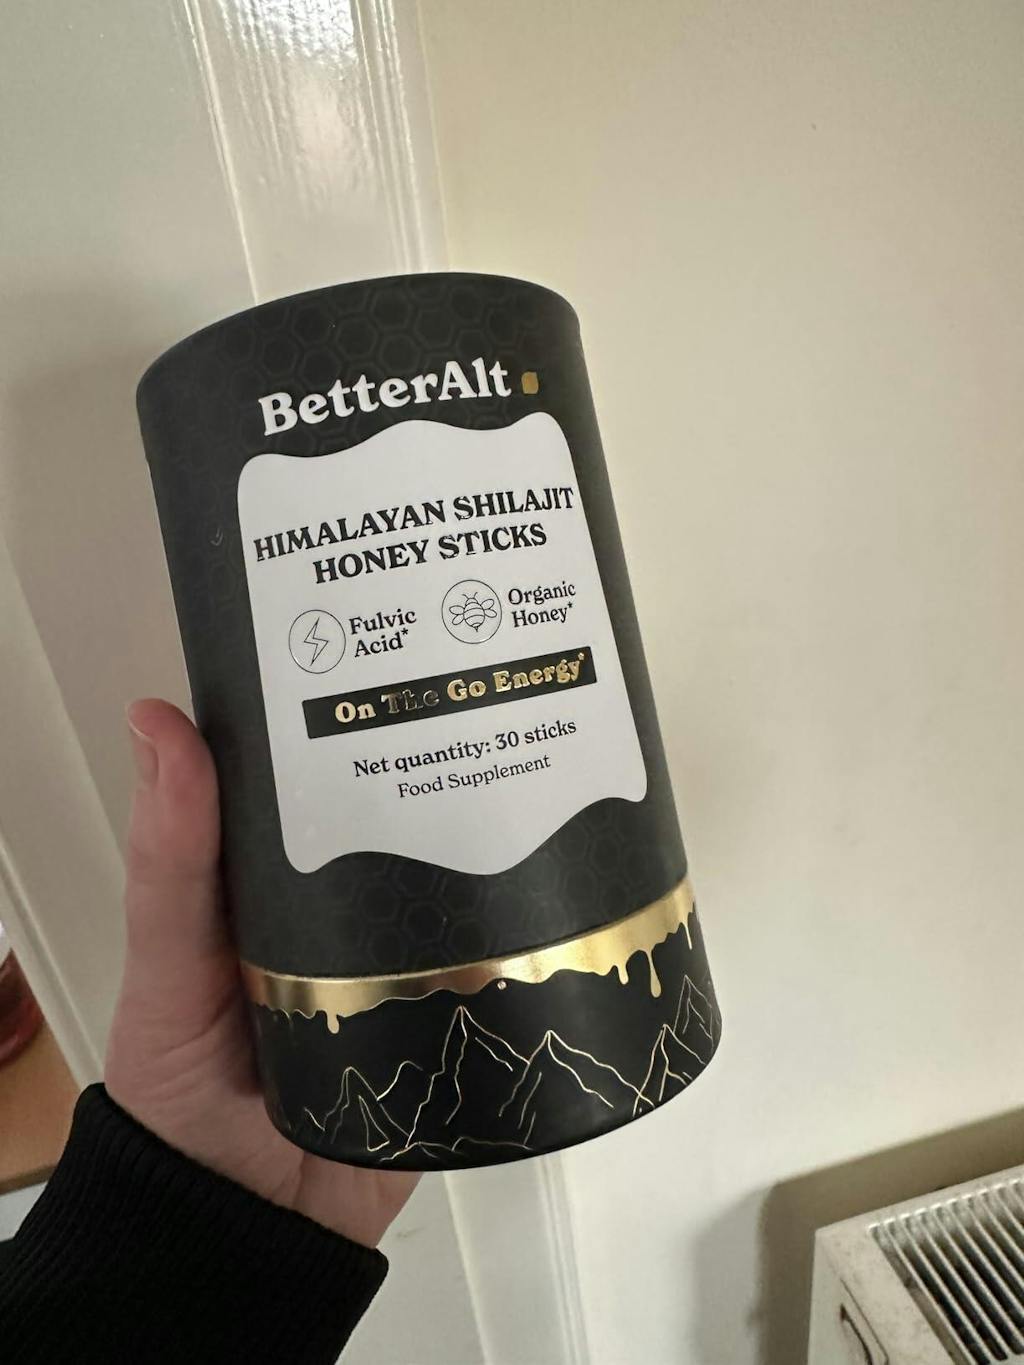 BetterAlt
HIMALAYAN SHILAJIT
HONEY STICKS
Fulvic
Acid*
Organic
Honey*
On The Go Energy*
Net quantity: 30 sticks
Food Supplement